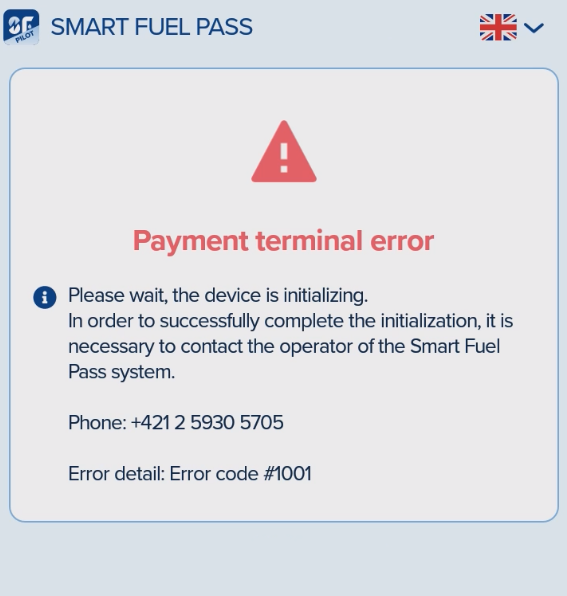 SF
PILOT
SMART FUEL PASS
Payment terminal error
Please wait, the device is initializing.
In order to successfully complete the initialization, it is
necessary to contact the operator of the Smart Fuel
Pass system.
Phone: +421 2 5930 5705
Error detail: Error code #1001